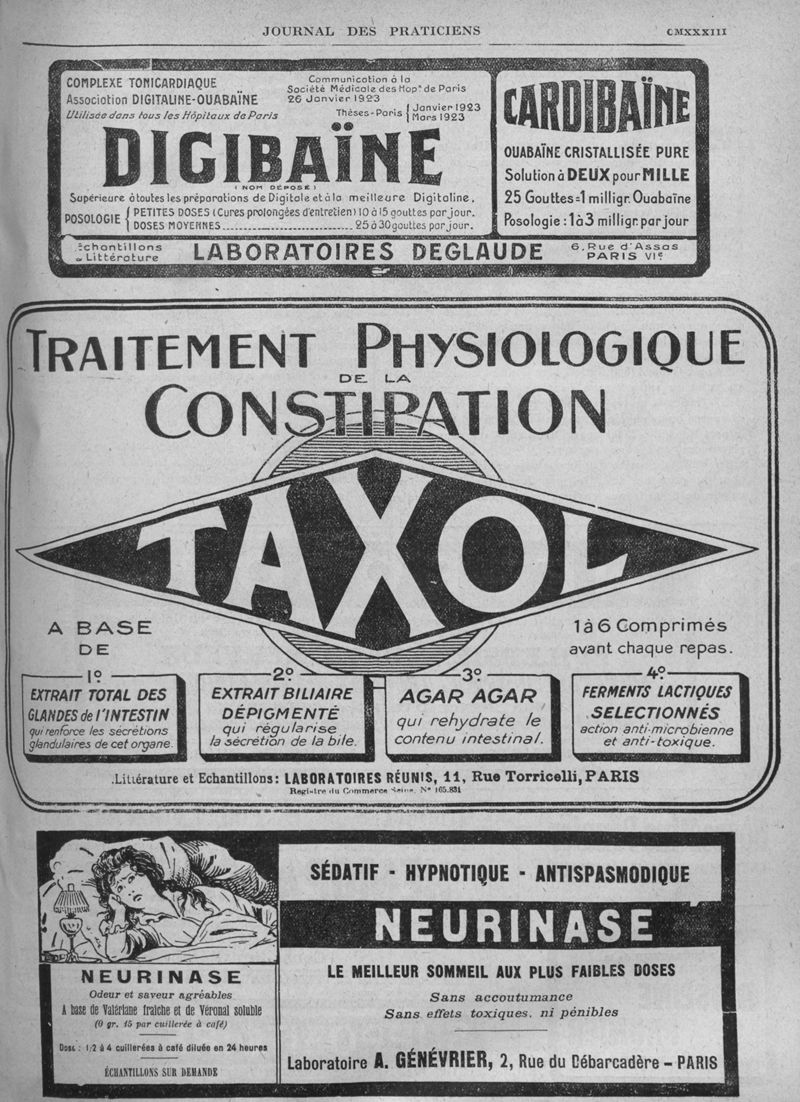 JOURNAL DES PRATICIENS CMXXXIII
COMPLEXE TONICARDIAQUE
Association DIGITALINE-OUABAÏNE
Utilisée dans tous les Hôpitaux de Paris
Communication à la
Société Médicale des Hop.ˣ de Paris
26 Janvier 1923
Thèses-Paris { Janvier 1923
Mars 1923
DIGIBAÏNE
(NOM DÉPOSÉ)
Supérieure à toutes les préparations de Digitale et à la meilleure Digitaline.
POSOLOGIE { PETITES DOSES (Cures prolongées d'entretien) 10 à 15 gouttes par jour.
DOSES MOYENNES........................ 25 à 30 gouttes par jour.
CARDIBAÏNE
OUABAÏNE CRISTALLISÉE PURE
Solution à DEUX pour MILLE
25 Gouttes=1 milligr. Ouabaïne
Posologie : 1 à 3 milligr. par jour
Échantillons
& Littérature
LABORATOIRES DEGLAUDE
6, Rue d'Assas
PARIS VIᵉ
TRAITEMENT PHYSIOLOGIQUE
DE LA
CONSTIPATION
TAXOL
A BASE
DE
1 à 6 Comprimés
avant chaque repas.
1º
EXTRAIT TOTAL DES
GLANDES de l'INTESTIN
qui renforce les sécrétions
glandulaires de cet organe.
2º
EXTRAIT BILIAIRE
DÉPIGMENTÉ
qui régularise
la sécrétion de la bile.
3º
AGAR AGAR
qui rehydrate le
contenu intestinal.
4º
FERMENTS LACTIQUES
SELECTIONNÉS
action anti-microbienne
et anti-toxique.
Littérature et Echantillons: LABORATOIRES RÉUNIS, 11, Rue Torricelli, PARIS
Registre du Commerce Seine, Nº 165.831
NEURINASE
Odeur et saveur agréables
A base de Valériane fraîche et de Véronal soluble
(0 gr. 15 par cuillerée à café)
Dose : 1/2 à 4 cuillerées à café diluée en 24 heures
ÉCHANTILLONS SUR DEMANDE
SÉDATIF - HYPNOTIQUE - ANTISPASMODIQUE
NEURINASE
LE MEILLEUR SOMMEIL AUX PLUS FAIBLES DOSES
Sans accoutumance
Sans effets toxiques, ni pénibles
Laboratoire A. GÉNÉVRIER, 2, Rue du Débarcadère - PARIS